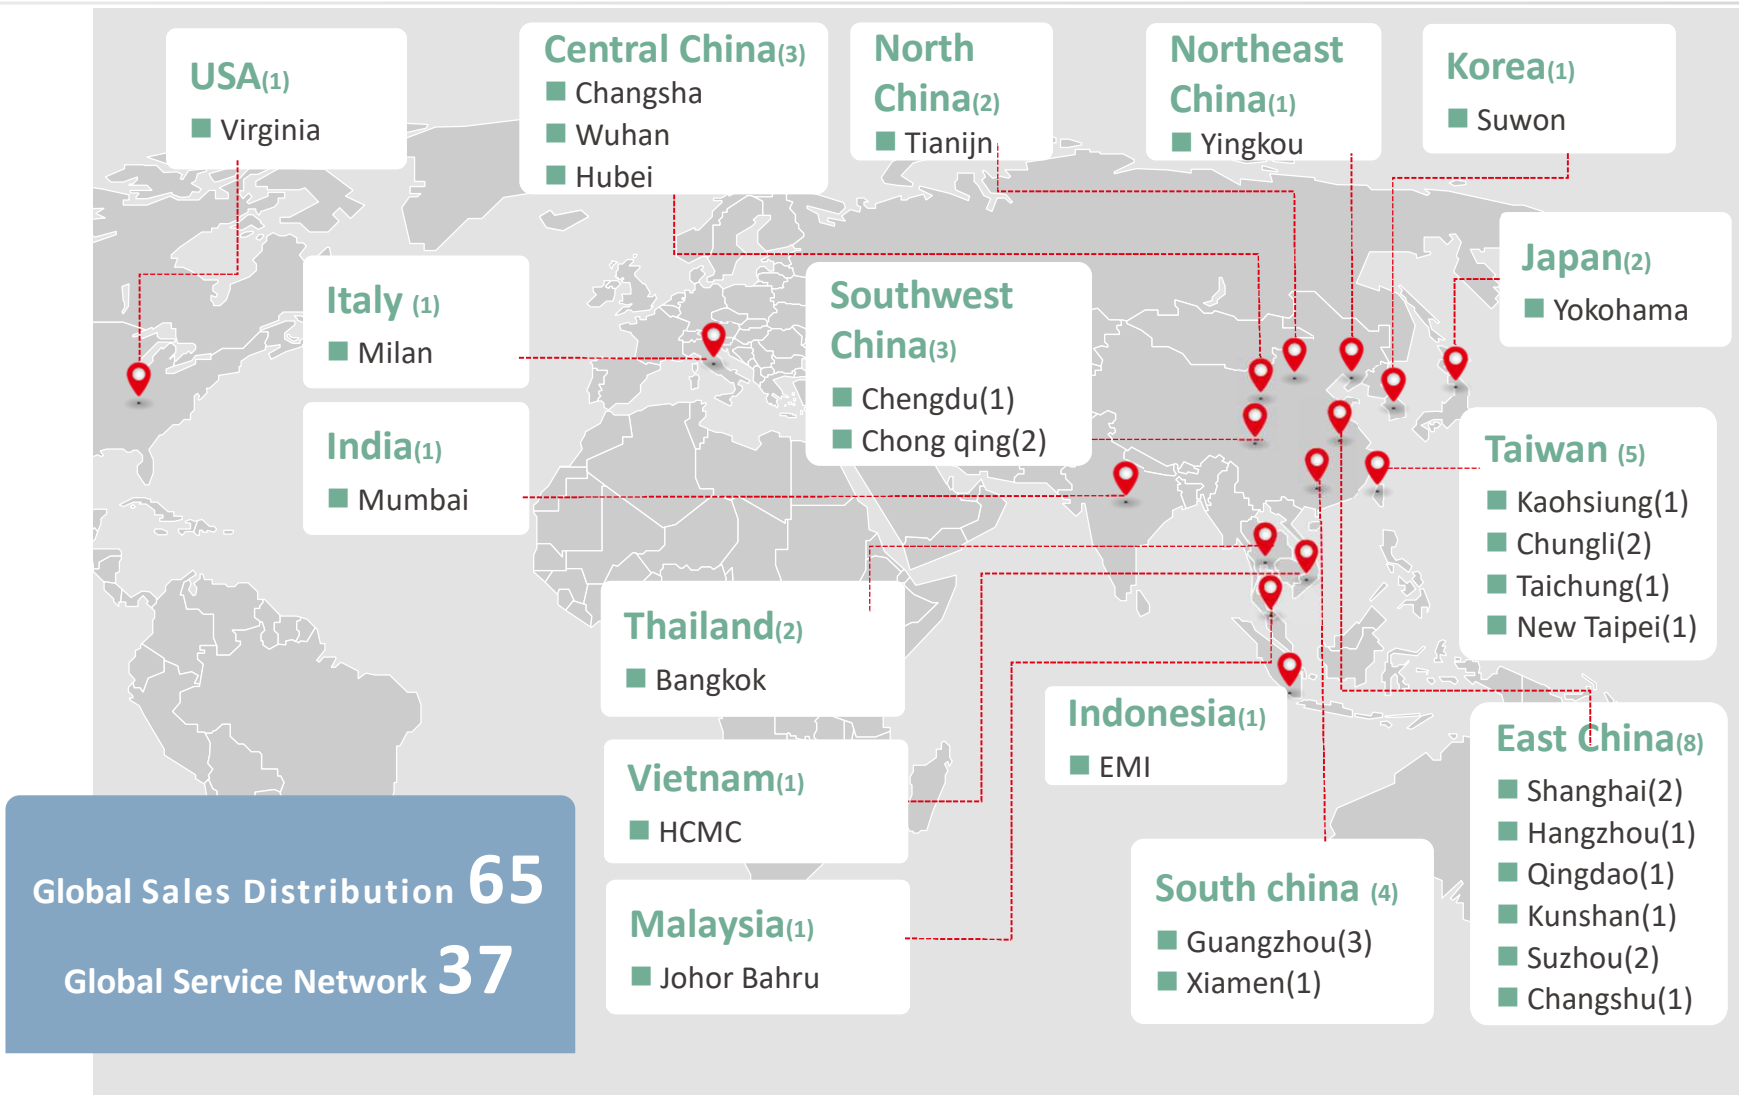 USA(1)
Virginia
Central China(3)
Changsha
Wuhan
Hubei
North
China(2)
Tianijn
Northeast
China(1)
Yingkou
Korea(1)
Suwon
Japan(2)
Yokohama
Italy (1)
Milan
India(1)
Mumbai
Southwest
China(3)
Chengdu(1)
Chong qing(2)
Taiwan (5)
Kaohsiung(1)
Chungli(2)
Taichung(1)
New Taipei(1)
Thailand(2)
Bangkok
Vietnam(1)
HCMC
Malaysia(1)
Johor Bahru
Indonesia(1)
EMI
South china (4)
Guangzhou(3)
Xiamen(1)
East China(8)
Shanghai(2)
Hangzhou(1)
Qingdao(1)
Kunshan(1)
Suzhou(2)
Changshu(1)
Global Sales Distribution 65
Global Service Network 37